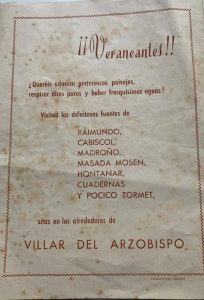 ¡¡Veraneantes!!
¿Queréis admirar pintorescos paisajes,
respirar aires puros y beber fresquísimas aguas?
Visitad las deleitosas fuentes de
RAIMUNDO,
CABISCOL,
MADROÑO,
MASADA MOSEN,
HONTANAR,
CUADERNAS
Y POCICO TORMET,
sitas en los alrededores de
VILLAR DEL ARZOBISPO